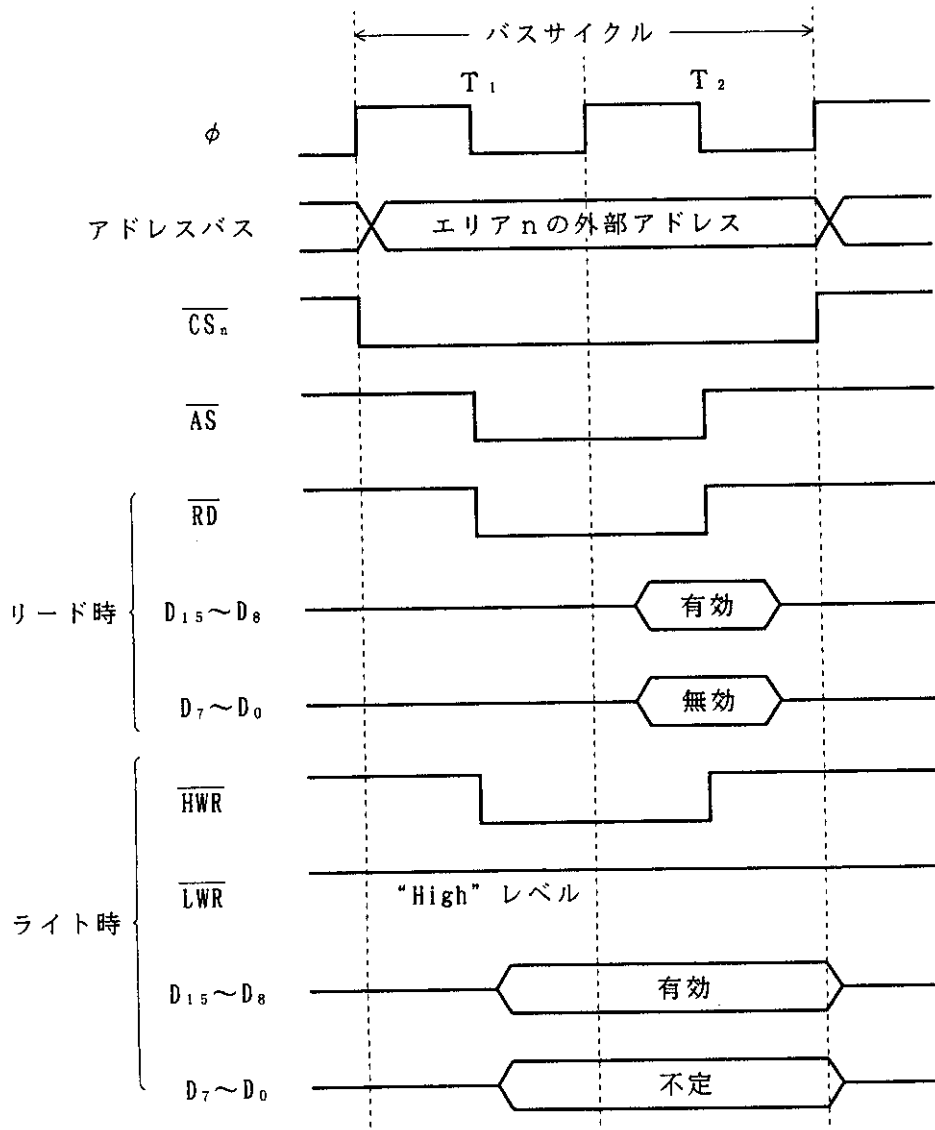 バスサイクル
T₁ T₂
φ
アドレスバス エリアnの外部アドレス
CSₙ
AS
RD
リード時 D₁₅～D₈ 有効
D₇～D₀ 無効
HWR
LWR “High”レベル
ライト時
D₁₅～D₈ 有効
D₇～D₀ 不定